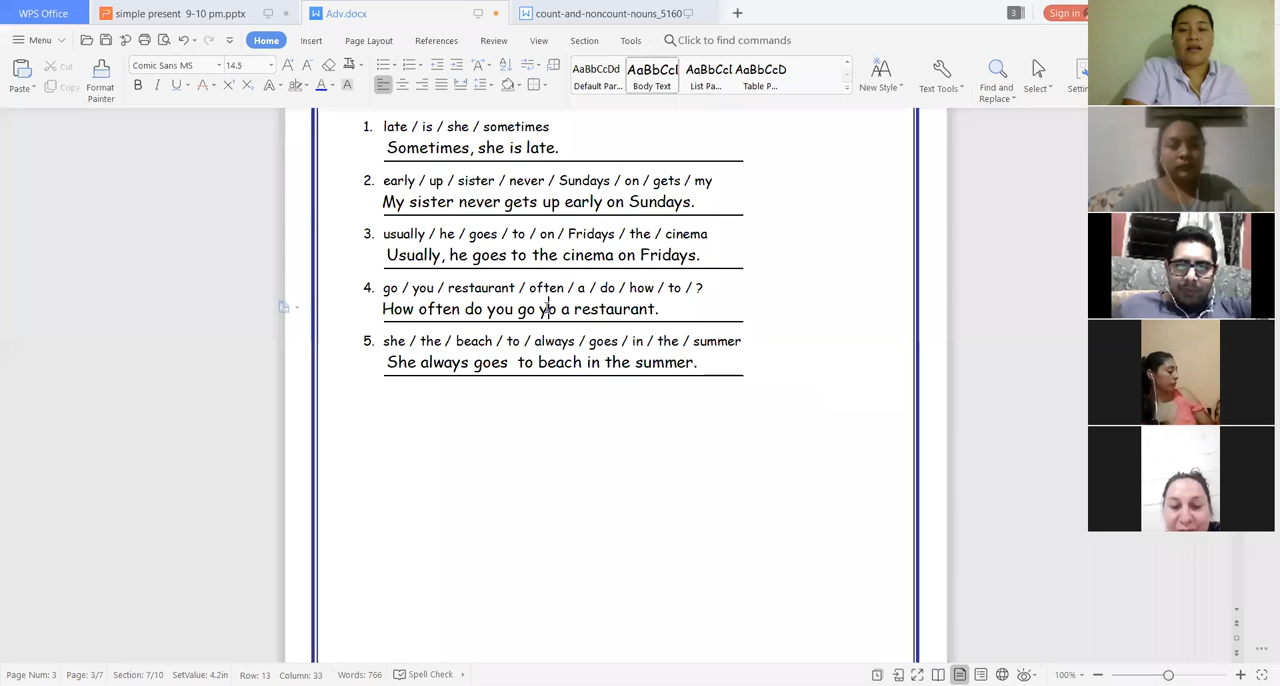 WPS Office
simple present 9-10 pm.pptx
Adv.docx
count-and-noncount-nouns_5160
3
Sign in
Menu
Home
Insert
Page Layout
References
Review
View
Section
Tools
Click to find commands
Paste
Cut
Copy
Format Painter
Comic Sans MS
14.5
AaBbCcDd
AaBbCcI
AaBbCcI
AaBbCcD
Default Par...
Body Text
List Pa...
Table P...
New Style
Text Tools
Find and Replace
Select
1. late / is / she / sometimes
Sometimes, she is late.
2. early / up / sister / never / Sundays / on / gets / my
My sister never gets up early on Sundays.
3. usually / he / goes / to / on / Fridays / the / cinema
Usually, he goes to the cinema on Fridays.
4. go / you / restaurant / often / a / do / how / to / ?
How often do you go yo a restaurant.
5. she / the / beach / to / always / goes / in / the / summer
She always goes to beach in the summer.
Page Num: 3
Page: 3/7
Section: 7/10
SetValue: 4.2in
Row: 13
Column: 33
Words: 766
Spell Check
100%